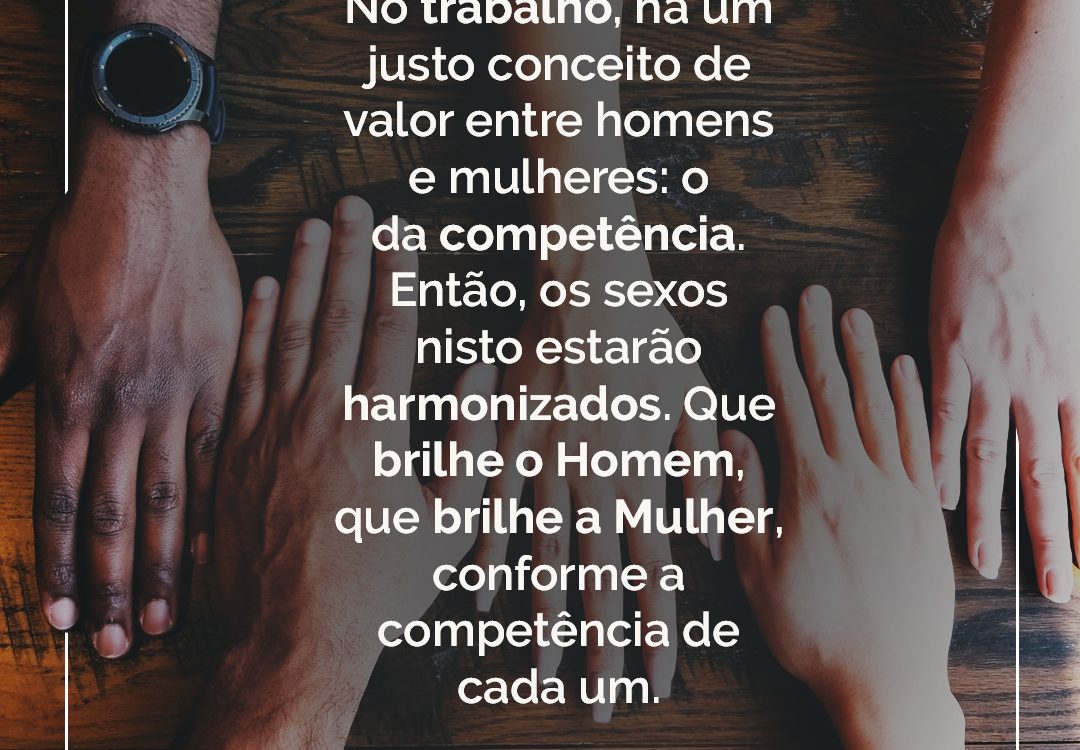 No trabalho, há um
justo conceito de
valor entre homens
e mulheres: o
da competência.
Então, os sexos
nisto estarão
harmonizados. Que
brilhe o Homem,
que brilhe a Mulher,
conforme a
competência de
cada um.